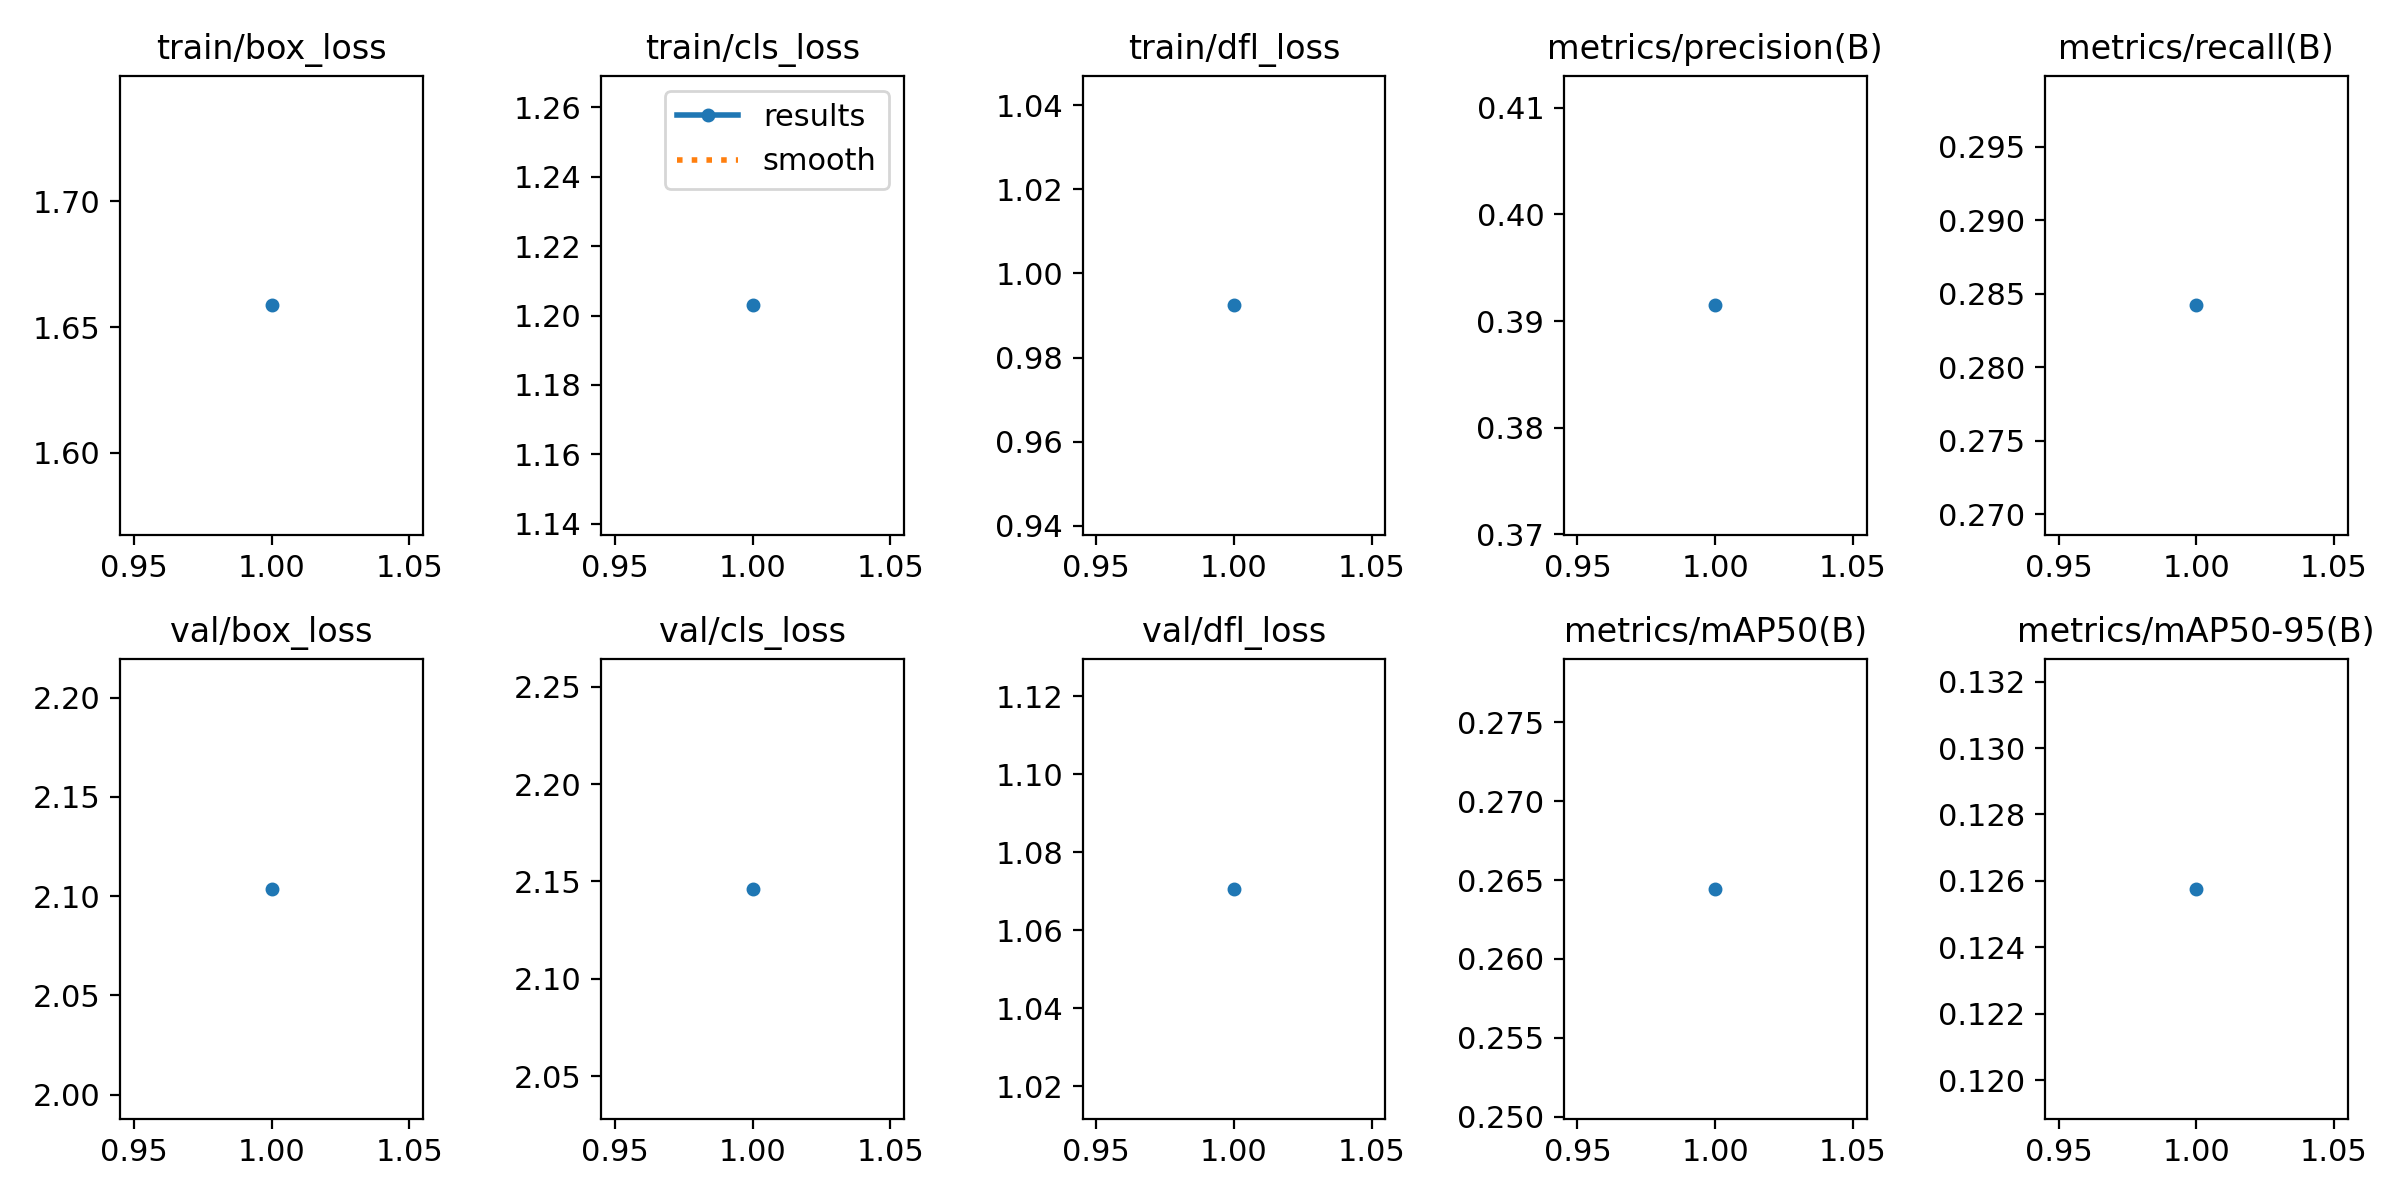 train/box_loss
1.70
1.65
1.60
0.95 1.00 1.05
train/cls_loss
1.26
1.24
1.22
1.20
1.18
1.16
1.14
results
smooth
0.95 1.00 1.05
train/dfl_loss
1.04
1.02
1.00
0.98
0.96
0.94
0.95 1.00 1.05
metrics/precision(B)
0.41
0.40
0.39
0.38
0.37
0.95 1.00 1.05
metrics/recall(B)
0.295
0.290
0.285
0.280
0.275
0.270
0.95 1.00 1.05
val/box_loss
2.20
2.15
2.10
2.05
2.00
0.95 1.00 1.05
val/cls_loss
2.25
2.20
2.15
2.10
2.05
0.95 1.00 1.05
val/dfl_loss
1.12
1.10
1.08
1.06
1.04
1.02
0.95 1.00 1.05
metrics/mAP50(B)
0.275
0.270
0.265
0.260
0.255
0.250
0.95 1.00 1.05
metrics/mAP50-95(B)
0.132
0.130
0.128
0.126
0.124
0.122
0.120
0.95 1.00 1.05